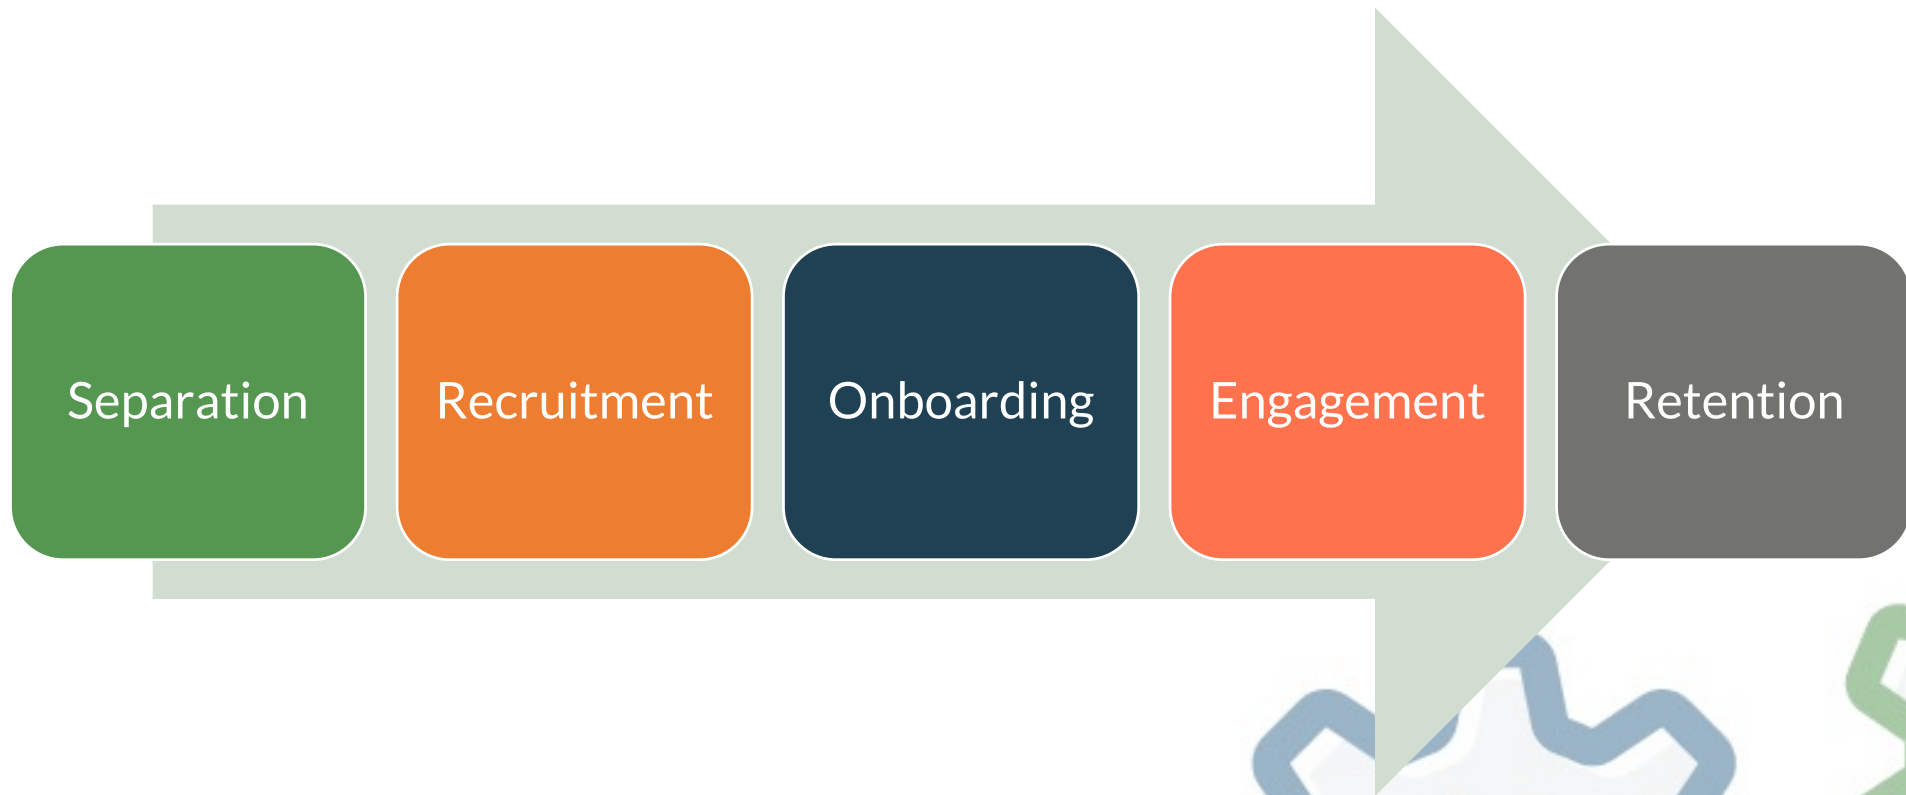 Separation
Recruitment
Onboarding
Engagement
Retention